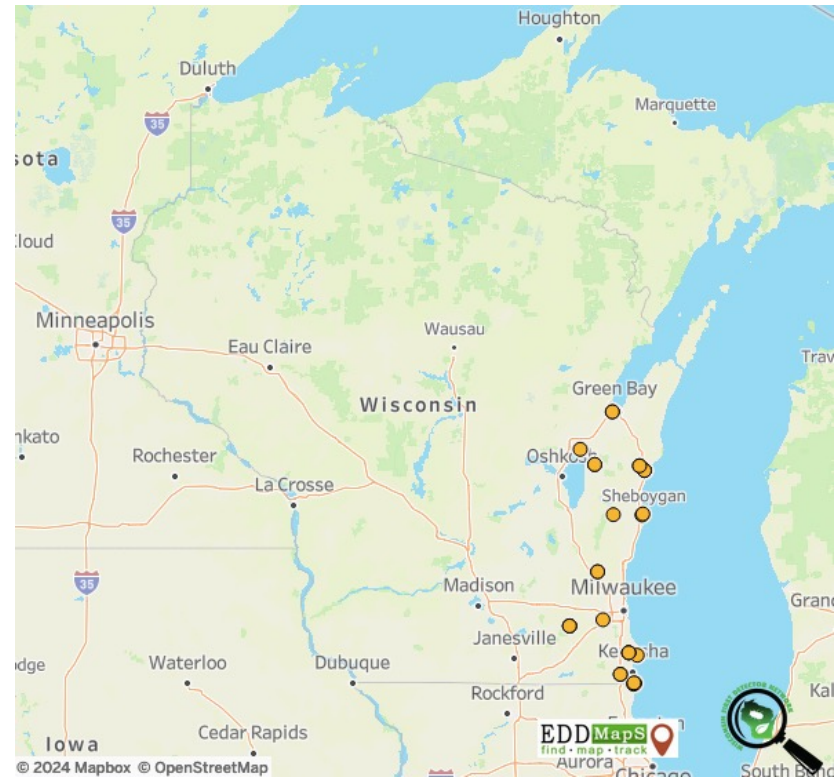 Houghton
Duluth
35
Marquette
sota
35
Cloud
Minneapolis
Wausau
Eau Claire
Trav
Green Bay
Wisconsin
nkato
Rochester
Oshkosh
La Crosse
Sheboygan
35
Madison
Milwaukee
Grand
Janesville
Kenosha
odge
Waterloo
Dubuque
Kal
Rockford
Cedar Rapids
EDDMapS
find · map · track
Iowa
Aurora
Chicago
South Bend
© 2024 Mapbox © OpenStreetMap